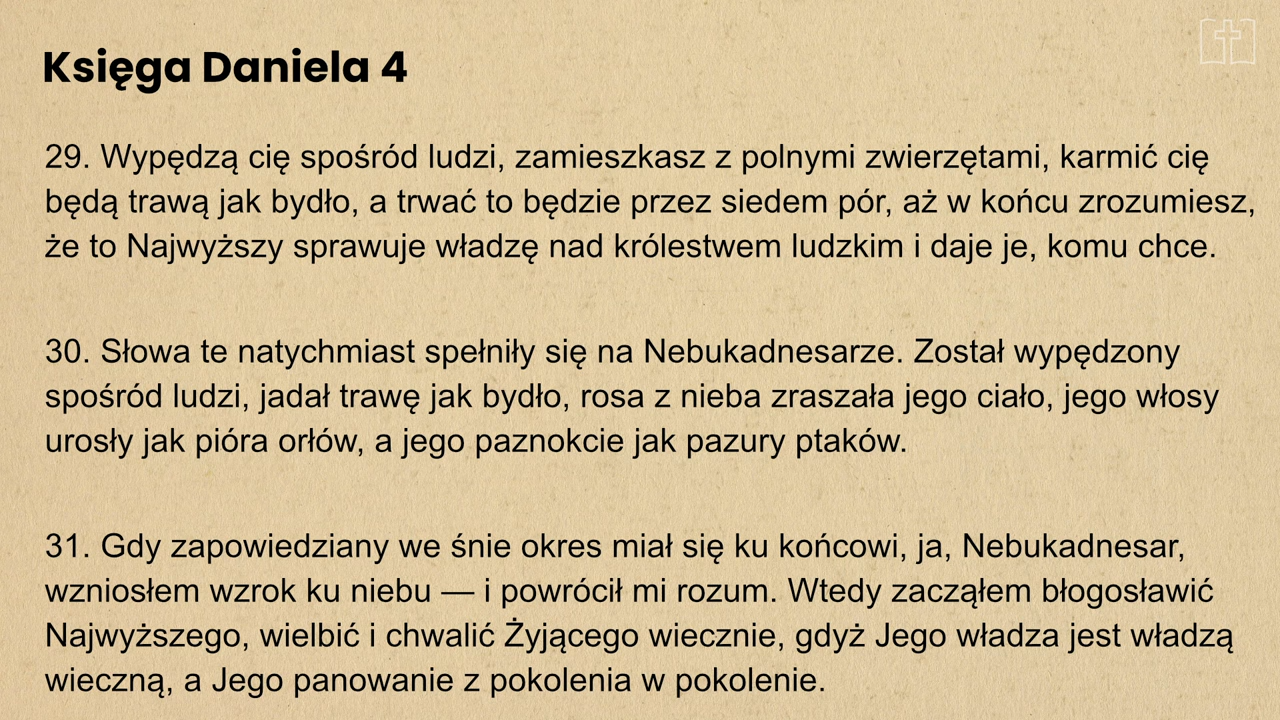 Księga Daniela 4
29. Wypędzą cię spośród ludzi, zamieszkasz z polnymi zwierzętami, karmić cię
będą trawą jak bydło, a trwać to będzie przez siedem pór, aż w końcu zrozumiesz,
że to Najwyższy sprawuje władzę nad królestwem ludzkim i daje je, komu chce.
30. Słowa te natychmiast spełniły się na Nebukadnesarze. Został wypędzony
spośród ludzi, jadał trawę jak bydło, rosa z nieba zraszała jego ciało, jego włosy
urosły jak pióra orłów, a jego paznokcie jak pazury ptaków.
31. Gdy zapowiedziany we śnie okres miał się ku końcowi, ja, Nebukadnesar,
wzniosłem wzrok ku niebu — i powrócił mi rozum. Wtedy zacząłem błogosławić
Najwyższego, wielbić i chwalić Żyjącego wiecznie, gdyż Jego władza jest władzą
wieczną, a Jego panowanie z pokolenia w pokolenie.